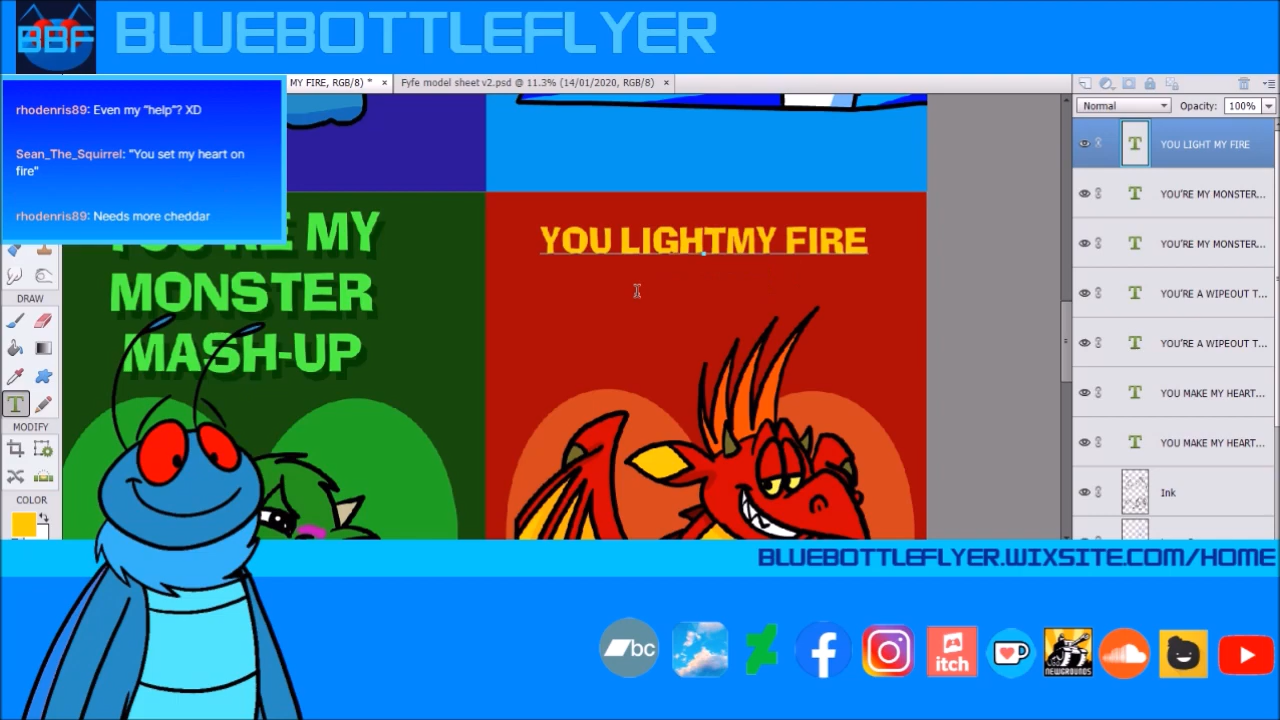 BBF
BLUEBOTTLEFLYER
MY FIRE, RGB/8) * ×
Fyfe model sheet v2.psd @ 11.3% (14/01/2020, RGB/8) ×
rhodenris89: Even my "help"? XD
Sean_The_Squirrel: "You set my heart on
fire"
rhodenris89: Needs more cheddar
Normal
Opacity: 100%
YOU LIGHT MY FIRE
YOU'RE MY MONSTER...
YOU'RE MY MONSTER...
YOU'RE A WIPEOUT T...
YOU'RE A WIPEOUT T...
YOU MAKE MY HEART...
YOU MAKE MY HEART...
Ink
DRAW
MODIFY
COLOR
YOU'RE MY
MONSTER
MASH-UP
YOU LIGHTMY FIRE
BLUEBOTTLEFLYER.WIXSITE.COM/HOME
bc
itch
NEWGROUNDS